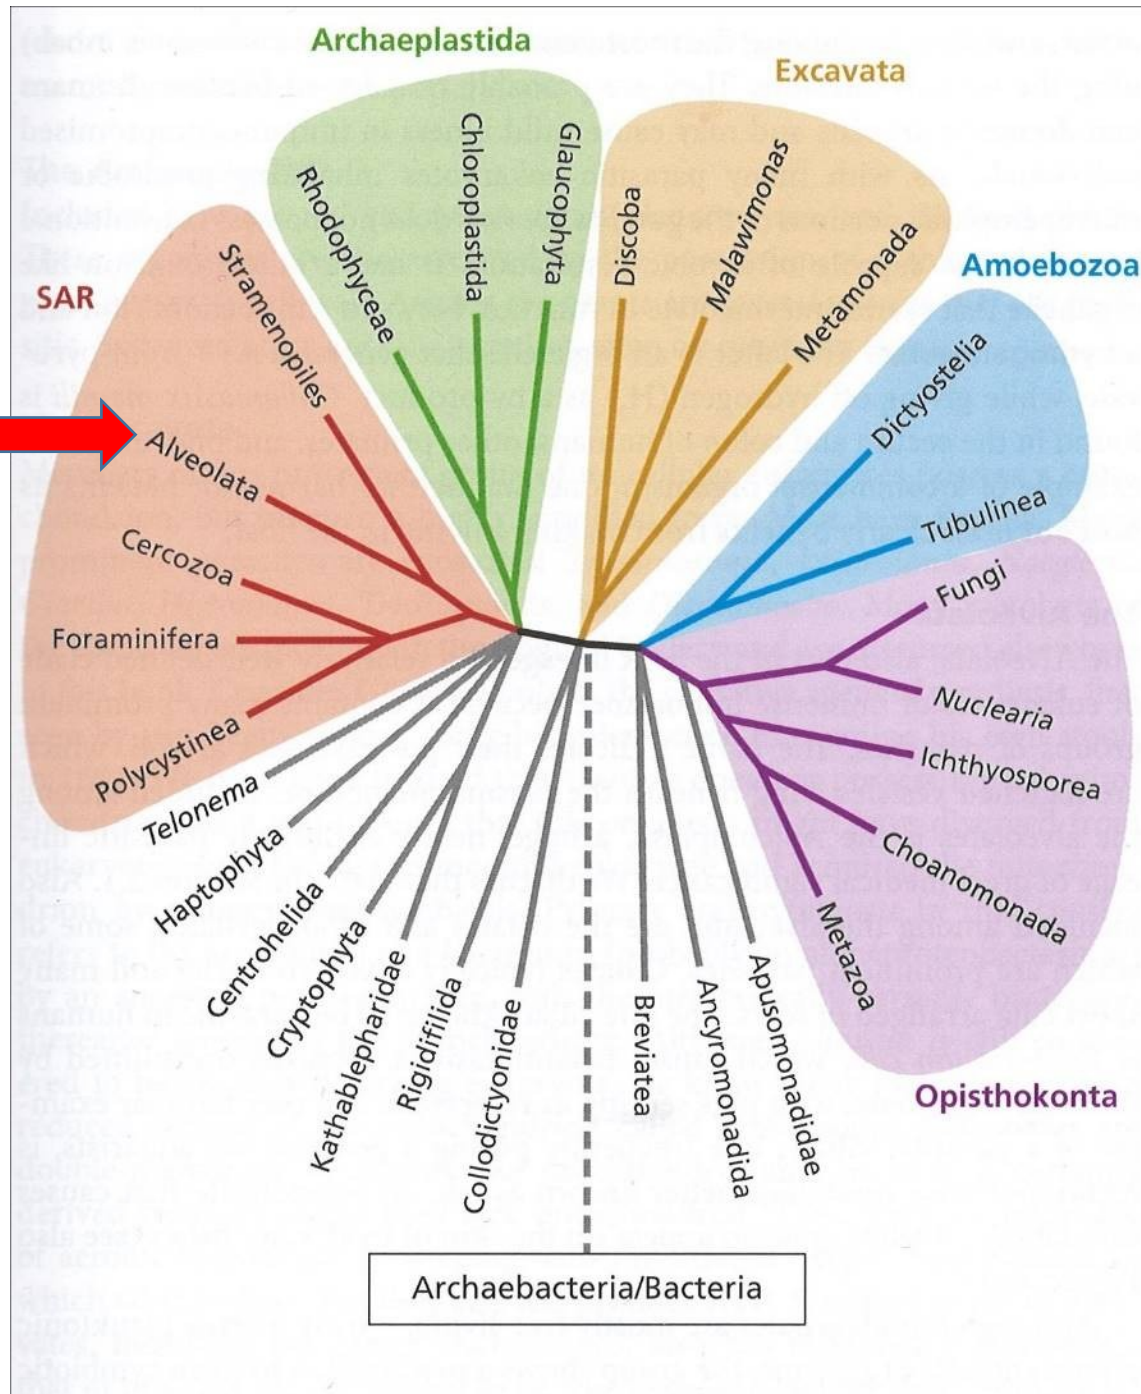 Archaeplastida
Excavata
Amoebozoa
SAR
Opisthokonta
Stramenopiles
Alveolata
Cercozoa
Foraminifera
Polycystinea
Rhodophyceae
Chloroplastida
Glaucophyta
Discoba
Malawimonas
Metamonada
Dictyostelia
Tubulinea
Fungi
Nuclearia
Ichthyosporea
Choanomonada
Metazoa
Telonema
Haptophyta
Centrohelida
Cryptophyta
Kathablepharidae
Rigidifilida
Collodictyonidae
Breviatea
Ancyromonadida
Apusomonadidae
Archaebacteria/Bacteria